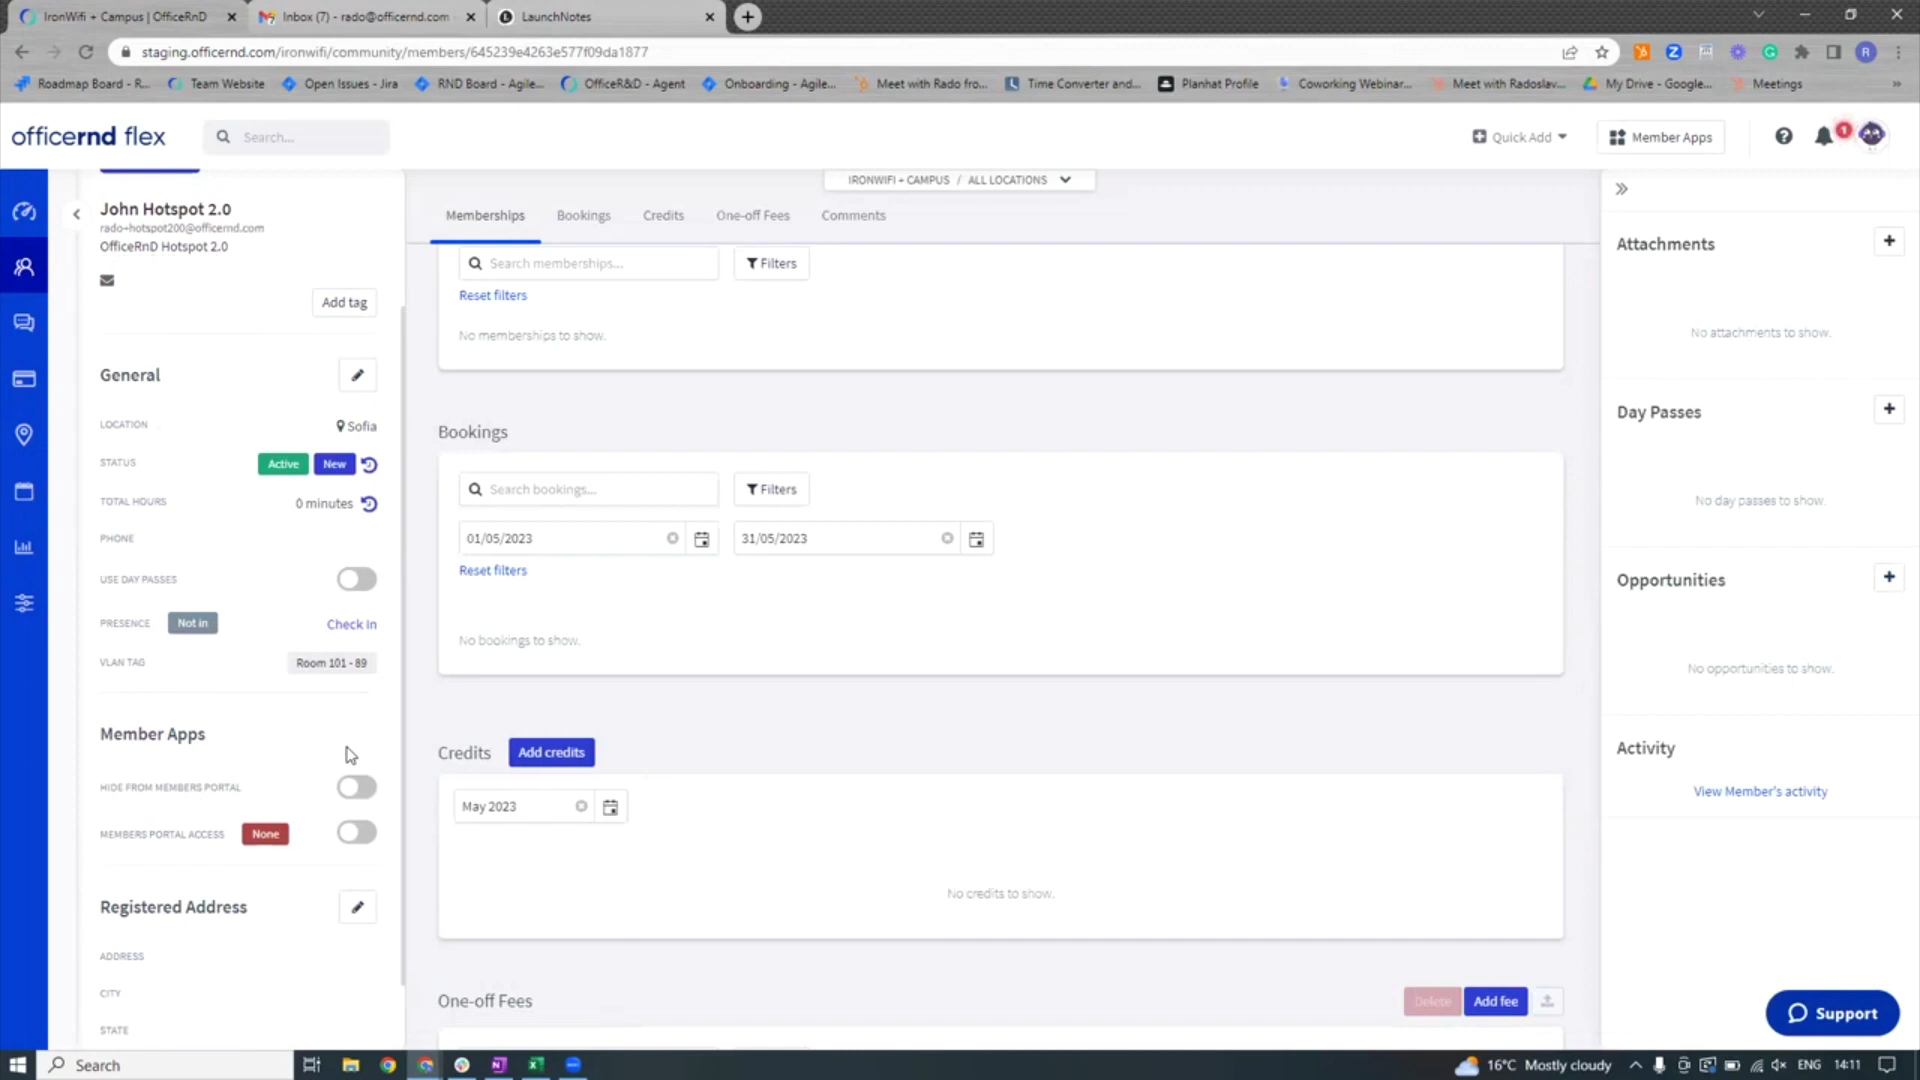 IronWifi + Campus | OfficeRnD
Inbox (7) - rado@officernd.com
LaunchNotes
staging.officernd.com/ironwifi/community/members/645239e4263e577f09da1877
Roadmap Board - R...
Team Website
Open Issues - Jira
RND Board - Agile...
OfficeR&D - Agent
Onboarding - Agile...
Meet with Rado fro...
Time Converter and...
Planhat Profile
Coworking Webinar...
Meet with Radoslav...
My Drive - Google...
Meetings
officernd flex
Search...
Quick Add
Member Apps
1
John Hotspot 2.0
rado+hotspot200@officernd.com
OfficeRnD Hotspot 2.0
Add tag
General
LOCATION
Sofia
STATUS
Active
New
TOTAL HOURS
0 minutes
PHONE
USE DAY PASSES
PRESENCE
Not in
Check In
VLAN TAG
Room 101 - 89
Member Apps
HIDE FROM MEMBERS PORTAL
MEMBERS PORTAL ACCESS
None
Registered Address
ADDRESS
CITY
STATE
IRONWIFI + CAMPUS / ALL LOCATIONS
Memberships
Bookings
Credits
One-off Fees
Comments
Search memberships...
Filters
Reset filters
No memberships to show.
Bookings
Search bookings...
Filters
01/05/2023
31/05/2023
Reset filters
No bookings to show.
Credits
Add credits
May 2023
No credits to show.
One-off Fees
Delete
Add fee
Attachments
No attachments to show.
Day Passes
No day passes to show.
Opportunities
No opportunities to show.
Activity
View Member's activity
Support
Search
16°C Mostly cloudy
ENG
14:11